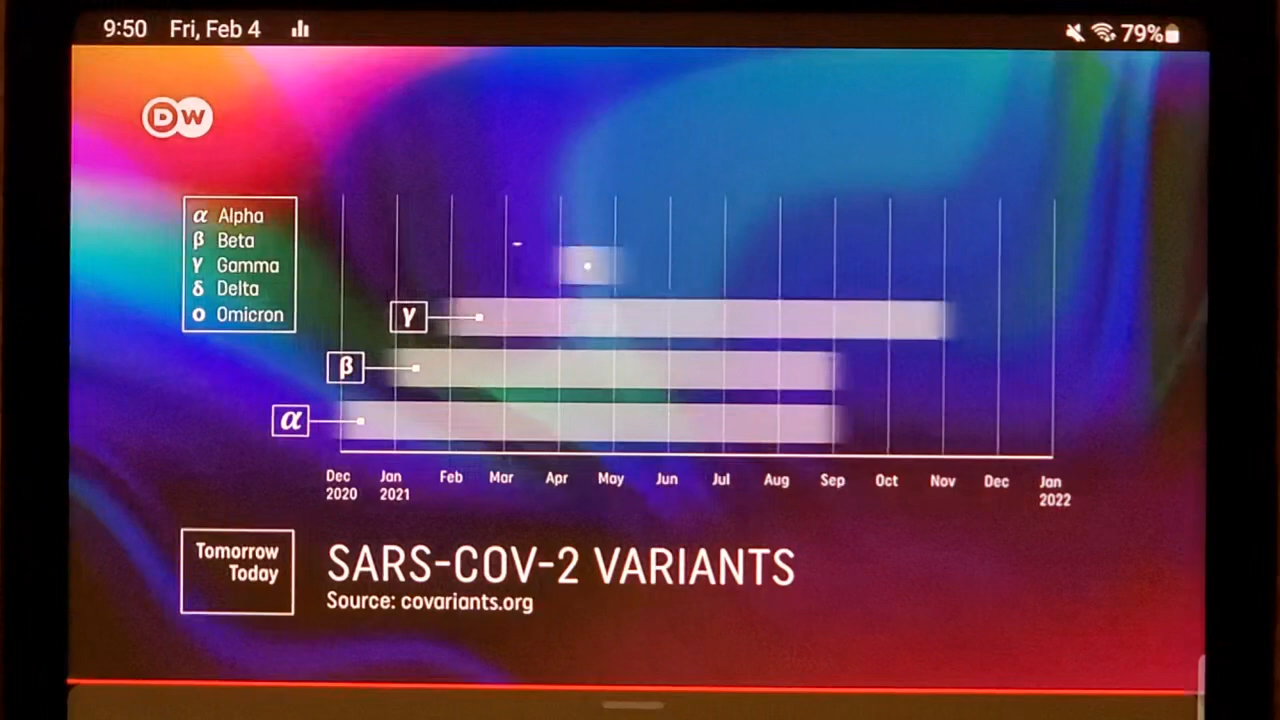 9:50 Fri, Feb 4
79%
DW
α Alpha
β Beta
γ Gamma
δ Delta
ο Omicron
γ
β
α
Dec 2020
Jan 2021
Feb
Mar
Apr
May
Jun
Jul
Aug
Sep
Oct
Nov
Dec
Jan 2022
Tomorrow
Today
SARS-COV-2 VARIANTS
Source: covariants.org